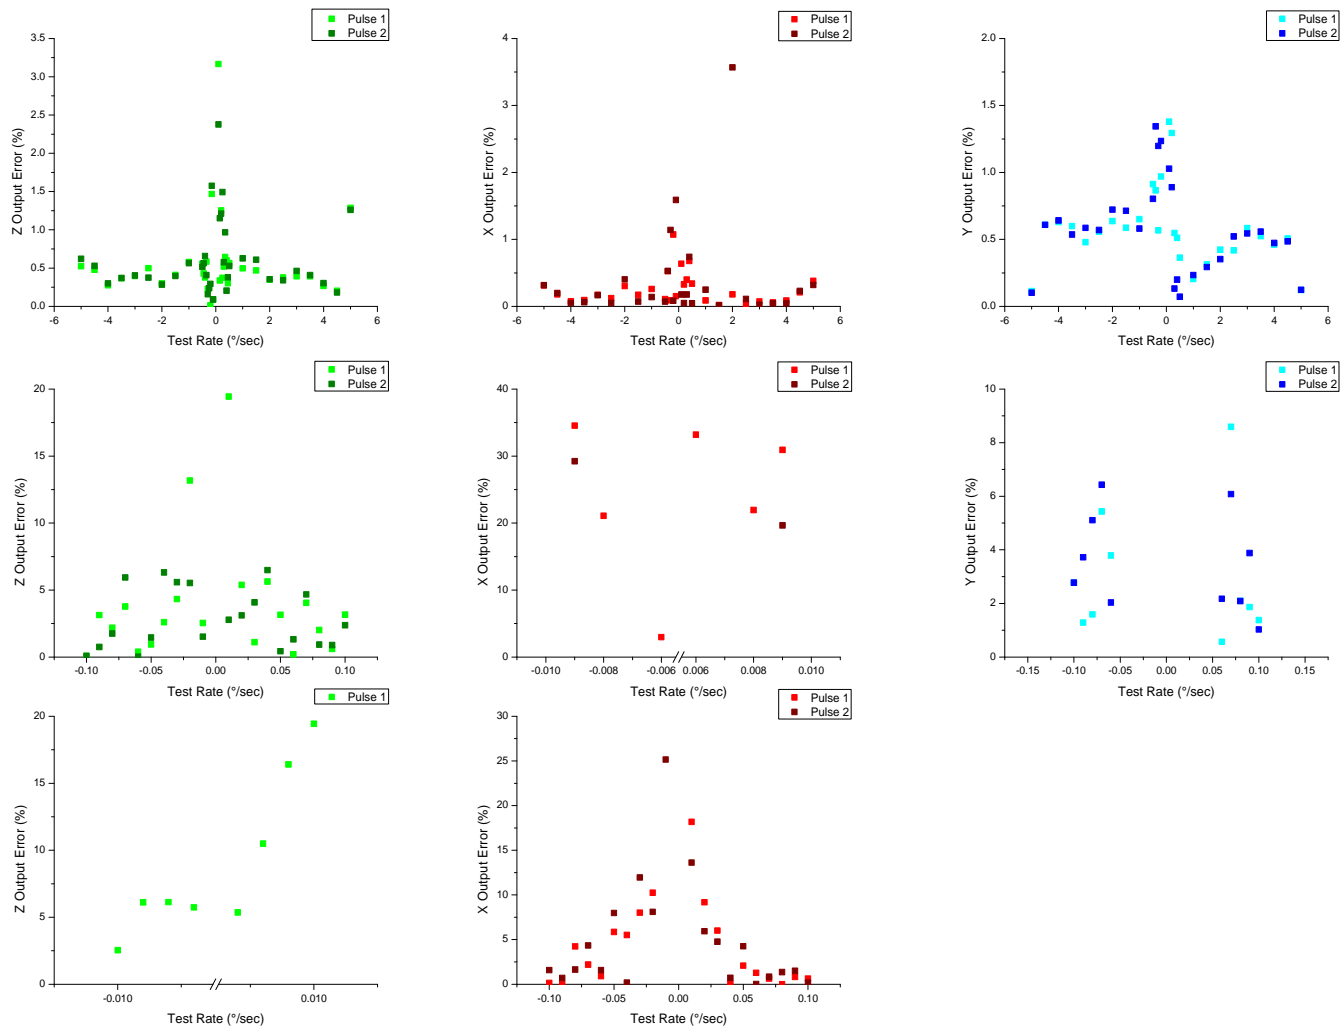 Pulse 1
Pulse 2
3.5
3.0
2.5
2.0
1.5
1.0
0.5
0.0
Z Output Error (%)
-6 -4 -2 0 2 4 6
Test Rate (°/sec)
Pulse 1
Pulse 2
4
3
2
1
0
X Output Error (%)
-6 -4 -2 0 2 4 6
Test Rate (°/sec)
Pulse 1
Pulse 2
2.0
1.5
1.0
0.5
0.0
Y Output Error (%)
-6 -4 -2 0 2 4 6
Test Rate (°/sec)
Pulse 1
Pulse 2
20
15
10
5
0
Z Output Error (%)
-0.10 -0.05 0.00 0.05 0.10
Test Rate (°/sec)
Pulse 1
Pulse 2
40
30
20
10
0
X Output Error (%)
-0.010 -0.008 -0.006 0.006 0.008 0.010
Test Rate (°/sec)
Pulse 1
Pulse 2
10
8
6
4
2
0
Y Output Error (%)
-0.15 -0.10 -0.05 0.00 0.05 0.10 0.15
Test Rate (°/sec)
Pulse 1
20
15
10
5
0
Z Output Error (%)
-0.010 0.010
Test Rate (°/sec)
Pulse 1
Pulse 2
30
25
20
15
10
5
0
X Output Error (%)
-0.10 -0.05 0.00 0.05 0.10
Test Rate (°/sec)